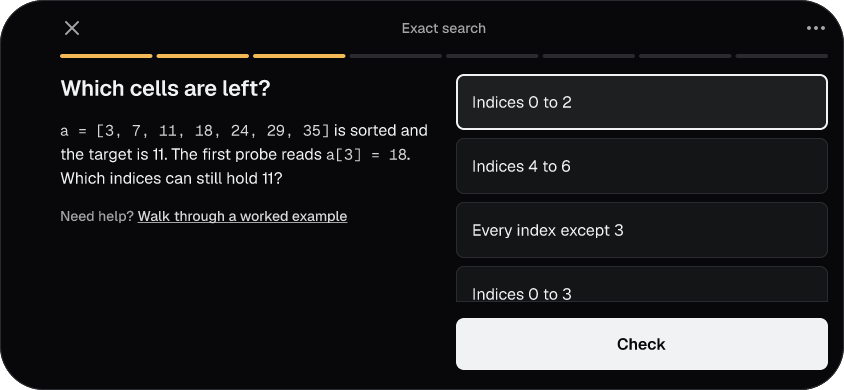 Exact search
Which cells are left?
a = [3, 7, 11, 18, 24, 29, 35] is sorted and
the target is 11. The first probe reads a[3] = 18.
Which indices can still hold 11?
Need help? Walk through a worked example
Indices 0 to 2
Indices 4 to 6
Every index except 3
Indices 0 to 3
Check